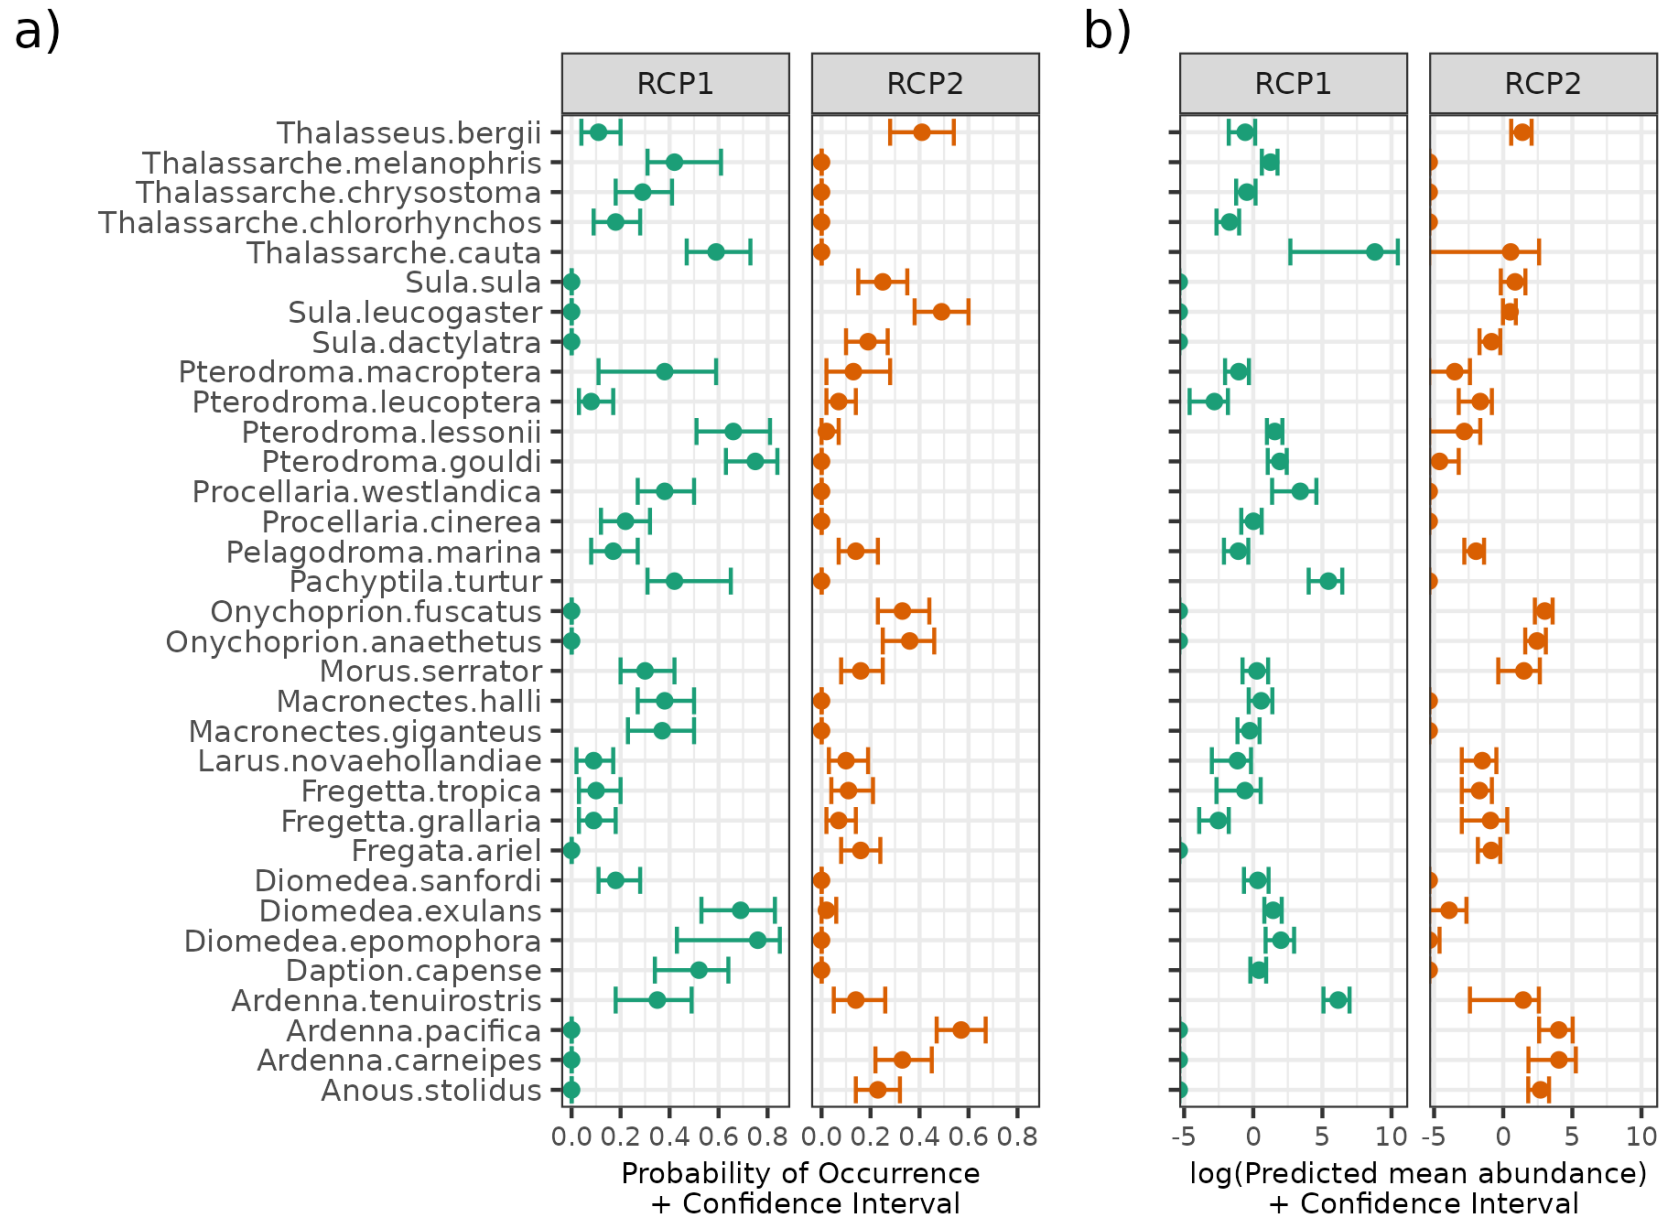 a)
b)
RCP1
RCP2
RCP1
RCP2
Thalasseus.bergii
Thalassarche.melanophris
Thalassarche.chrysostoma
Thalassarche.chlororhynchos
Thalassarche.cauta
Sula.sula
Sula.leucogaster
Sula.dactylatra
Pterodroma.macroptera
Pterodroma.leucoptera
Pterodroma.lessonii
Pterodroma.gouldi
Procellaria.westlandica
Procellaria.cinerea
Pelagodroma.marina
Pachyptila.turtur
Onychoprion.fuscatus
Onychoprion.anaethetus
Morus.serrator
Macronectes.halli
Macronectes.giganteus
Larus.novaehollandiae
Fregetta.tropica
Fregetta.grallaria
Fregata.ariel
Diomedea.sanfordi
Diomedea.exulans
Diomedea.epomophora
Daption.capense
Ardenna.tenuirostris
Ardenna.pacifica
Ardenna.carneipes
Anous.stolidus
0.0 0.2 0.4 0.6 0.8
0.0 0.2 0.4 0.6 0.8
-5 0 5 10
-5 0 5 10
Probability of Occurrence
+ Confidence Interval
log(Predicted mean abundance)
+ Confidence Interval